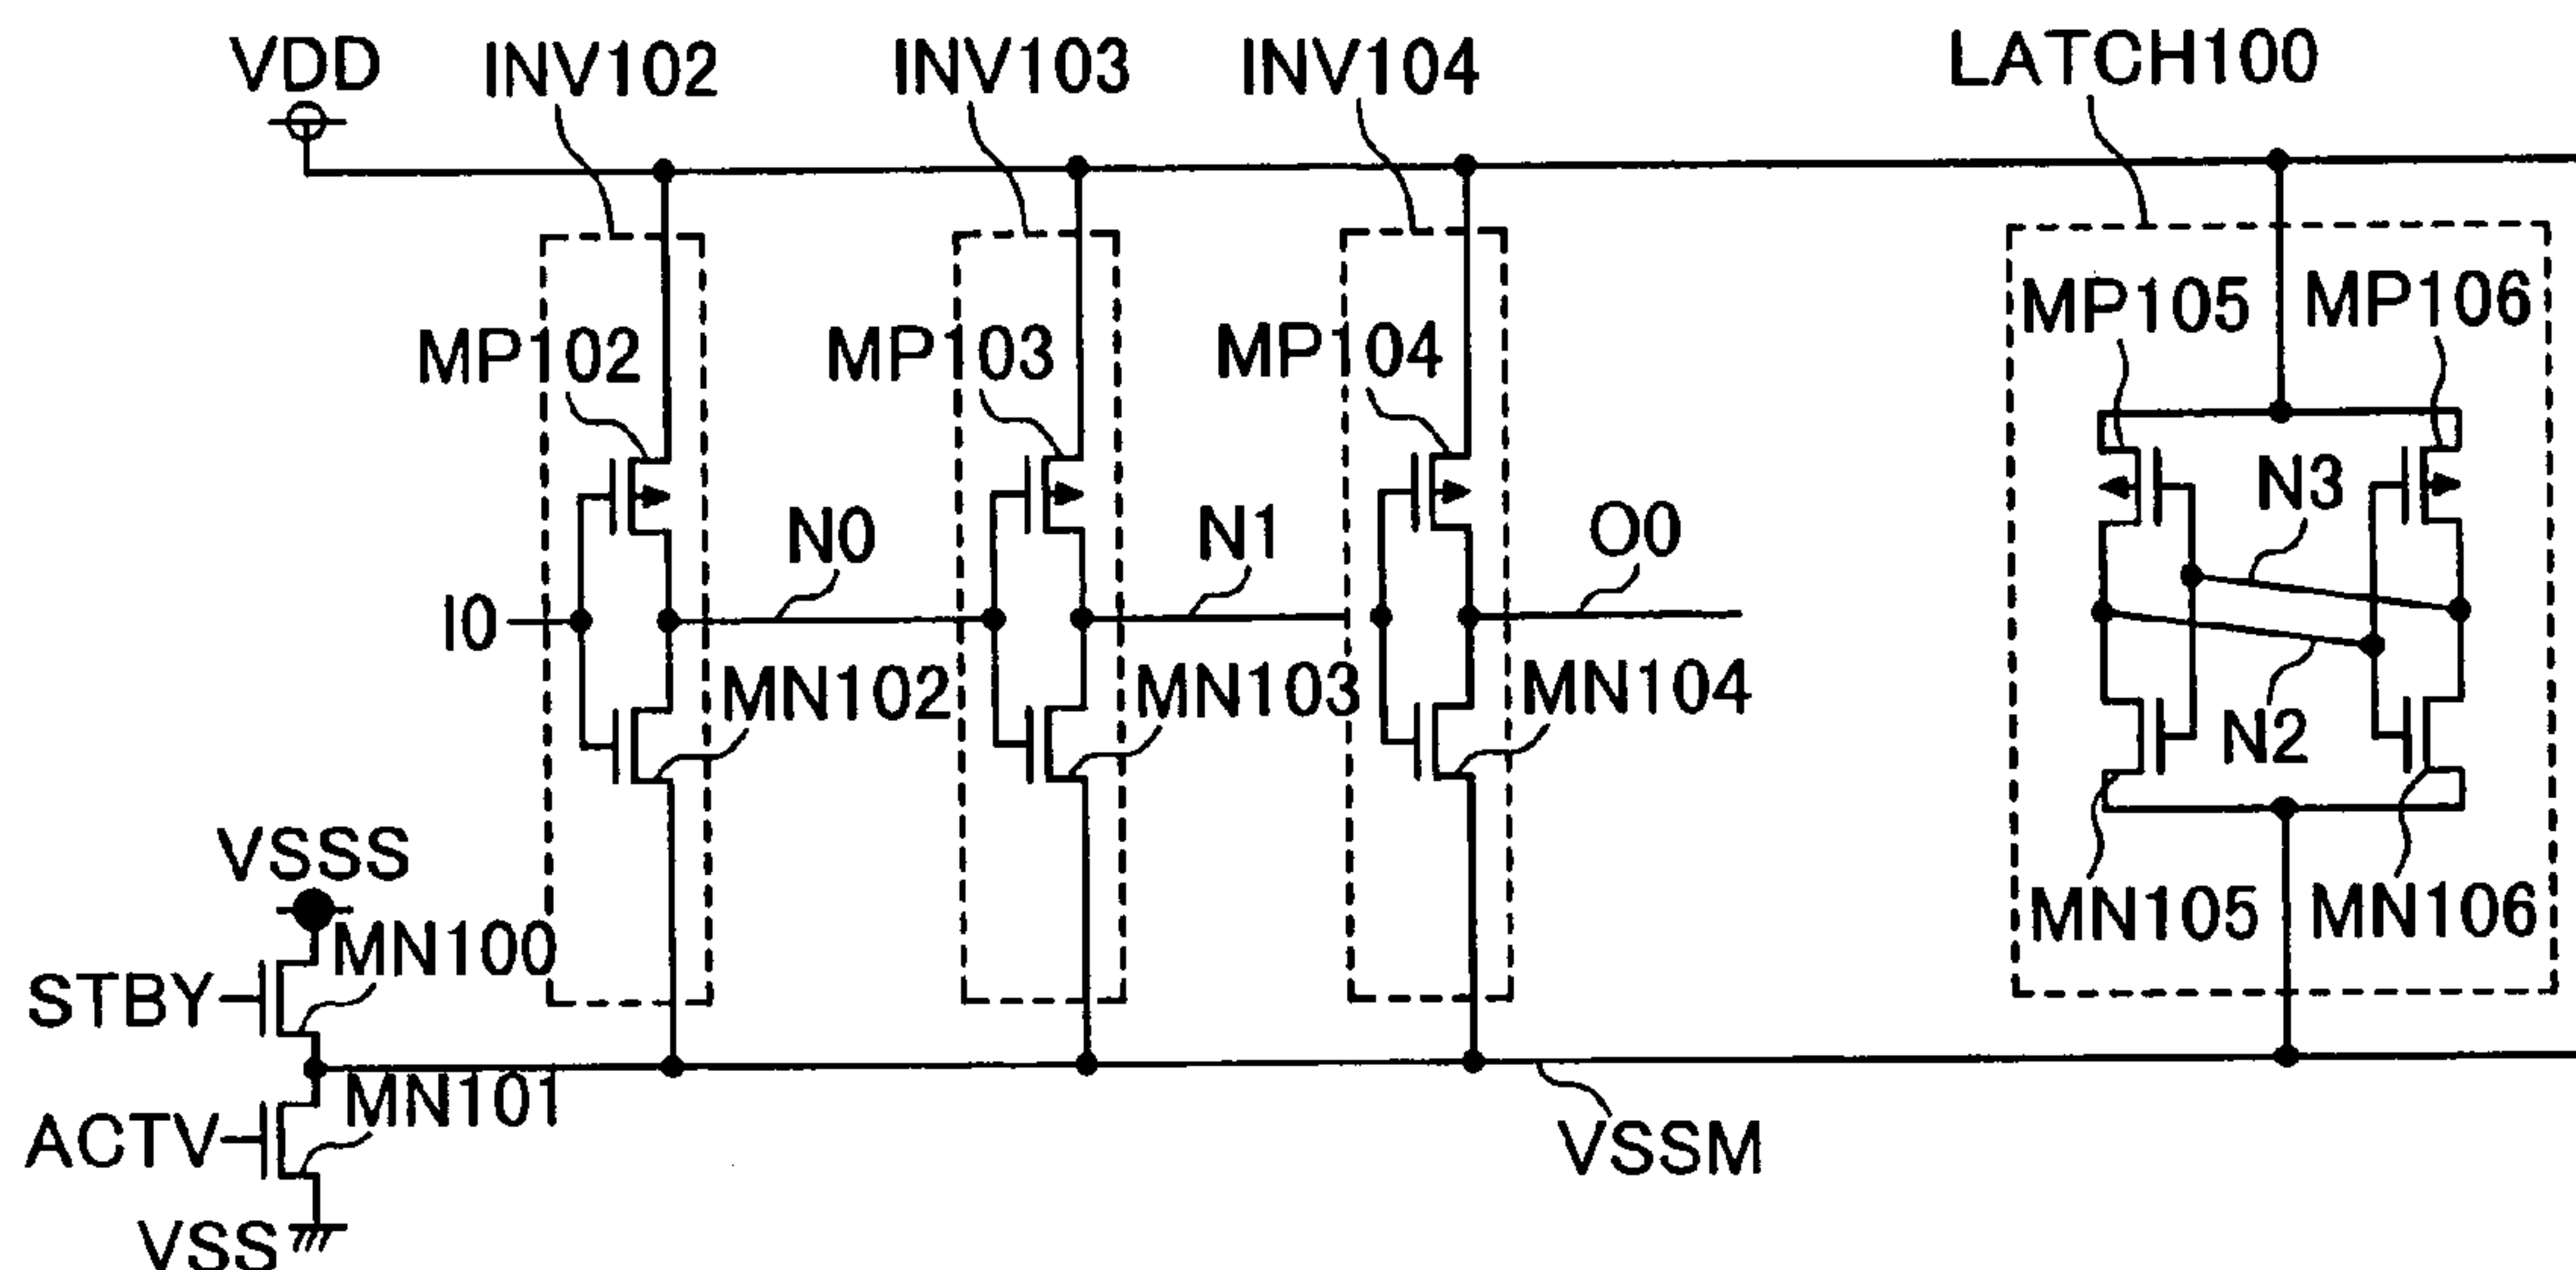 VDD
INV102
INV103
INV104
LATCH100
MP102
MP103
MP104
MP105
MP106
N3
N0
N1
O0
I0
MN102
MN103
MN104
N2
VSSS
MN100
MN105
MN106
STBY
MN101
ACTV
VSSM
VSS